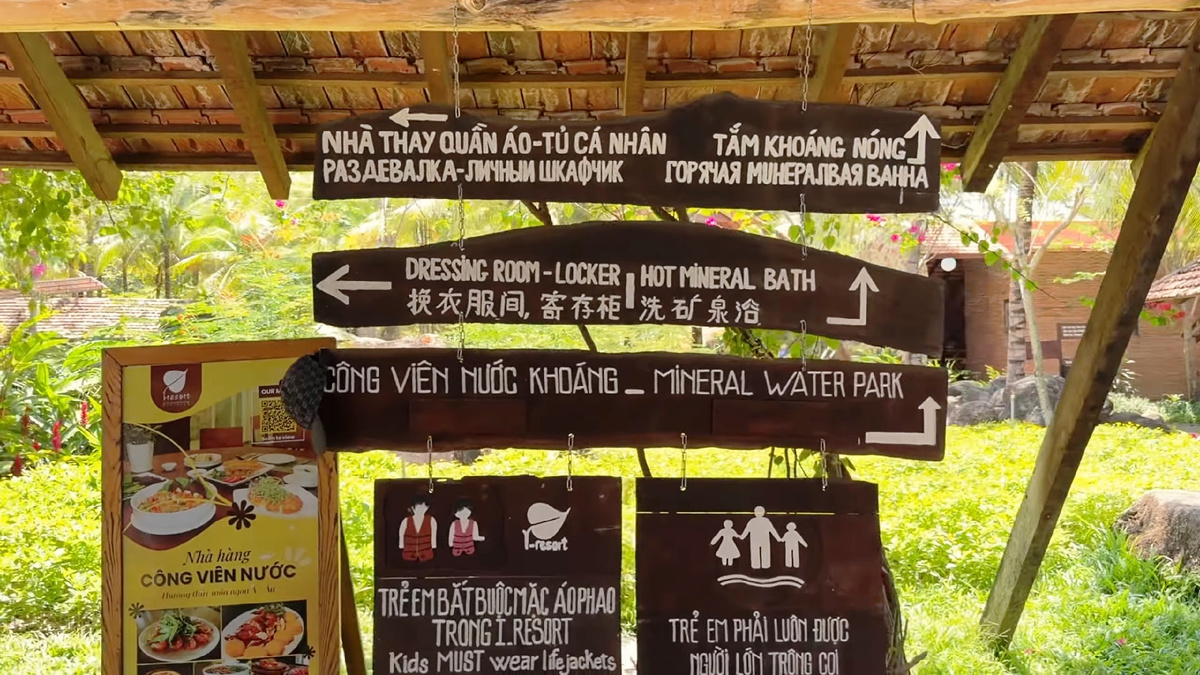 NHÀ THAY QUẦN ÁO-TỦ CÁ NHÂN
РАЗДЕВАЛКА-ЛИЧНЫЙ ШКАФЧИК
TẮM KHOÁNG NÓNG
ГОРЯЧАЯ МИНЕРАЛВАЯ ВАННА
DRESSING ROOM - LOCKER
换衣服间, 寄存柜
HOT MINERAL BATH
洗矿泉浴
CÔNG VIÊN NƯỚC KHOÁNG - MINERAL WATER PARK
I-resort
TRẺ EM BẮT BUỘC MẶC ÁO PHAO
TRONG I.RESORT
Kids MUST wear lifejackets
TRẺ EM PHẢI LUÔN ĐƯỢC
NGƯỜI LỚN TRÔNG COI
I-resort
Nhà hàng
CÔNG VIÊN NƯỚC